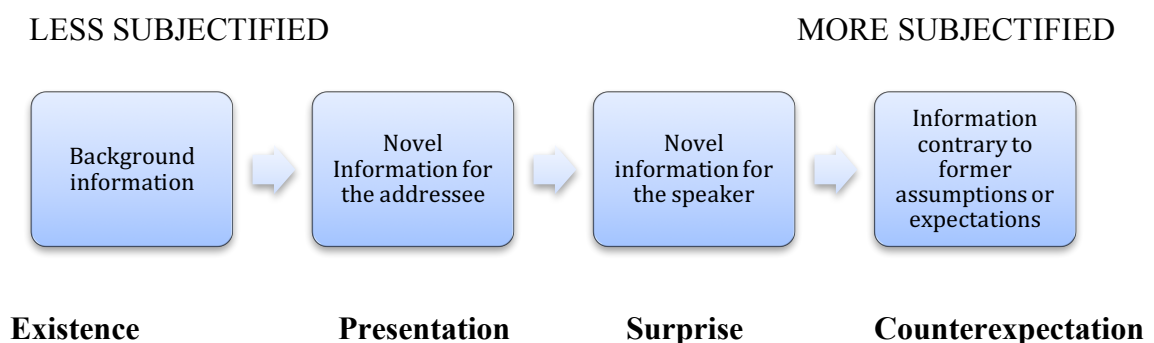 LESS SUBJECTIFIED
MORE SUBJECTIFIED
Background
information
Novel
Information for
the addressee
Novel
information for
the speaker
Information
contrary to
former
assumptions or
expectations
Existence
Presentation
Surprise
Counterexpectation